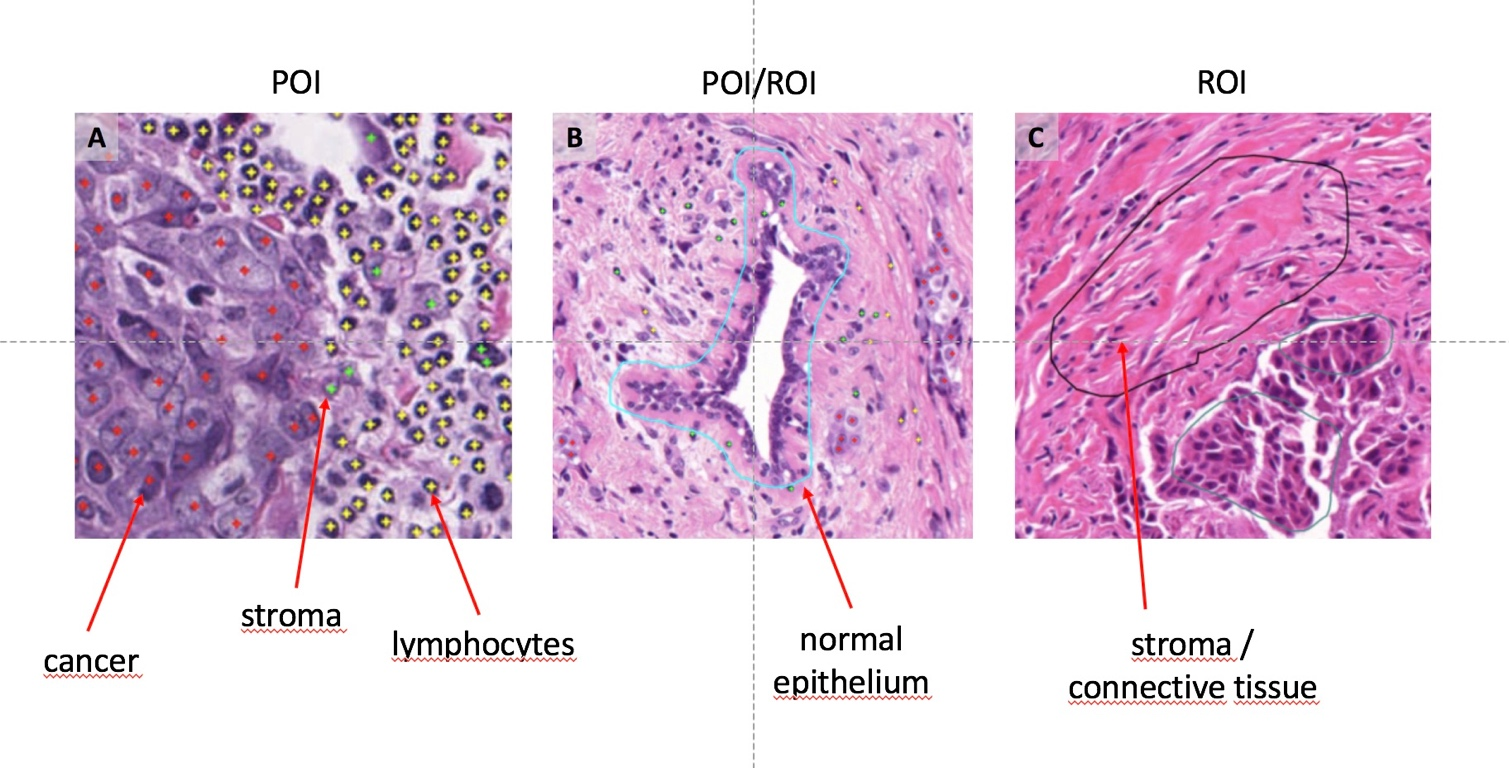 POI
POI/ROI
ROI
A
B
C
cancer
stroma
lymphocytes
normal
epithelium
stroma /
connective tissue